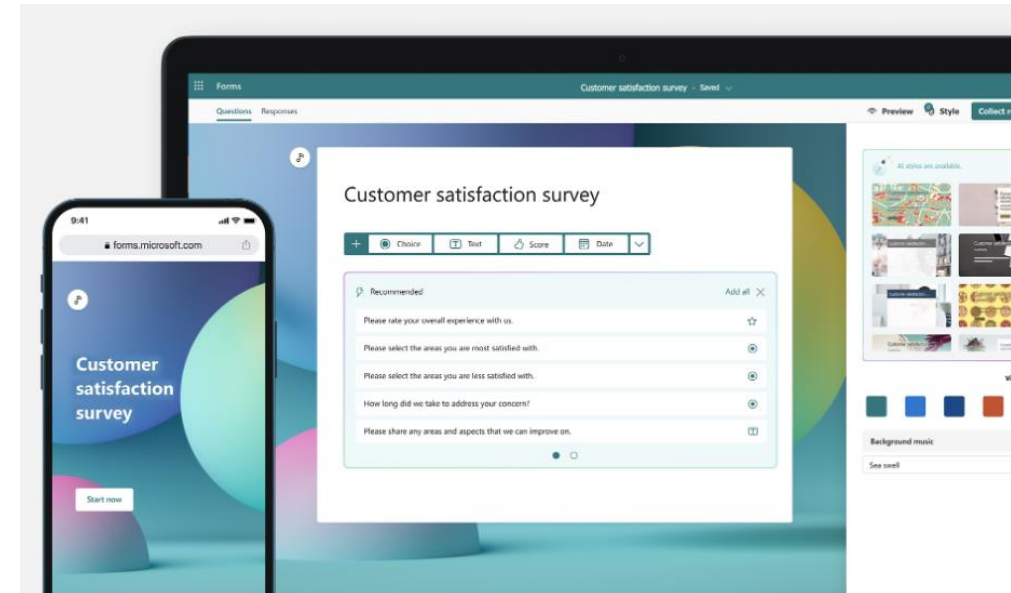 Forms
Customer satisfaction survey - Saved
Questions Responses
Preview
Style
Customer satisfaction survey
Choice
Text
Score
Date
Recommended
Add all
Please rate your overall experience with us.
Please select the areas you are most satisfied with.
Please select the areas you are less satisfied with.
How long did we take to address your concern?
Please share any areas and aspects that we can improve on.
All styles are available.
Background music
Sea swell
9:41
forms.microsoft.com
Customer
satisfaction
survey
Start now